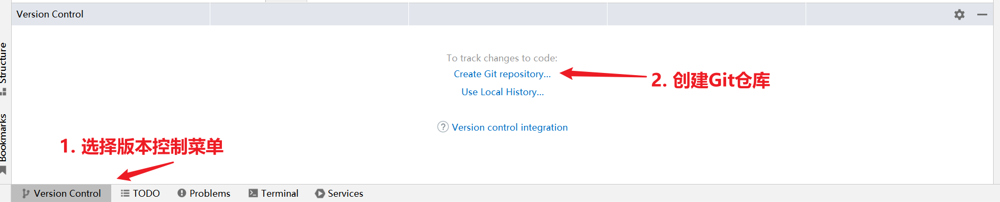 Version Control
Structure
Bookmarks
To track changes to code:
Create Git repository...
Use Local History...
2. 创建Git仓库
? Version control integration
1. 选择版本控制菜单
Version Control
TODO
Problems
Terminal
Services